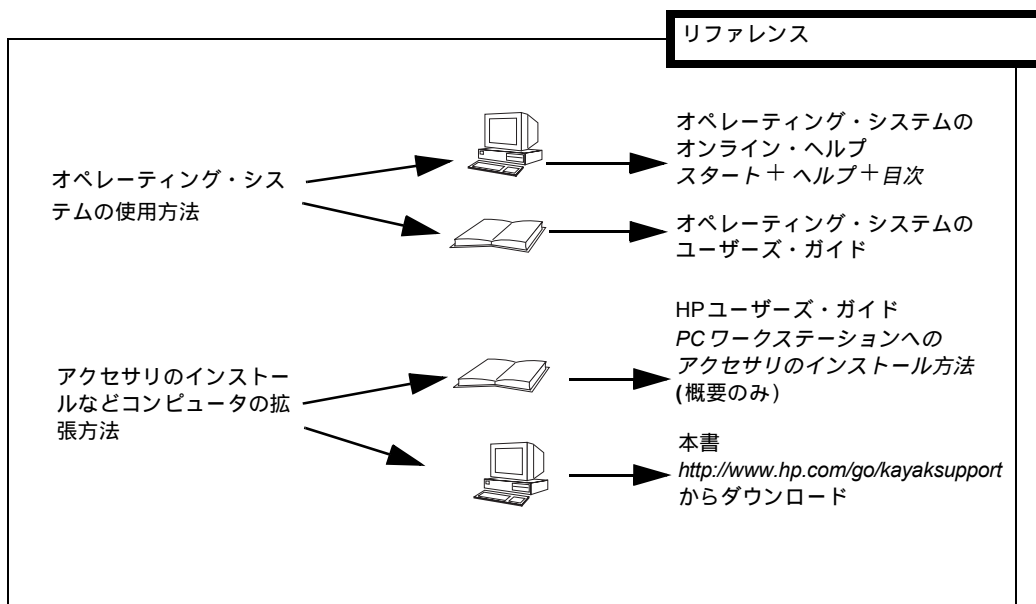 リファレンス
オペレーティング・シス
テムの使用方法
オペレーティング・システムの
オンライン・ヘルプ
スタート＋ ヘルプ＋目次
オペレーティング・システムの
ユーザーズ・ガイド
アクセサリのインストー
ルなどコンピュータの拡
張方法
HPユーザーズ・ガイド
PCワークステーションへの
アクセサリのインストール方法
(概要のみ)
本書
http://www.hp.com/go/kayaksupport
からダウンロード